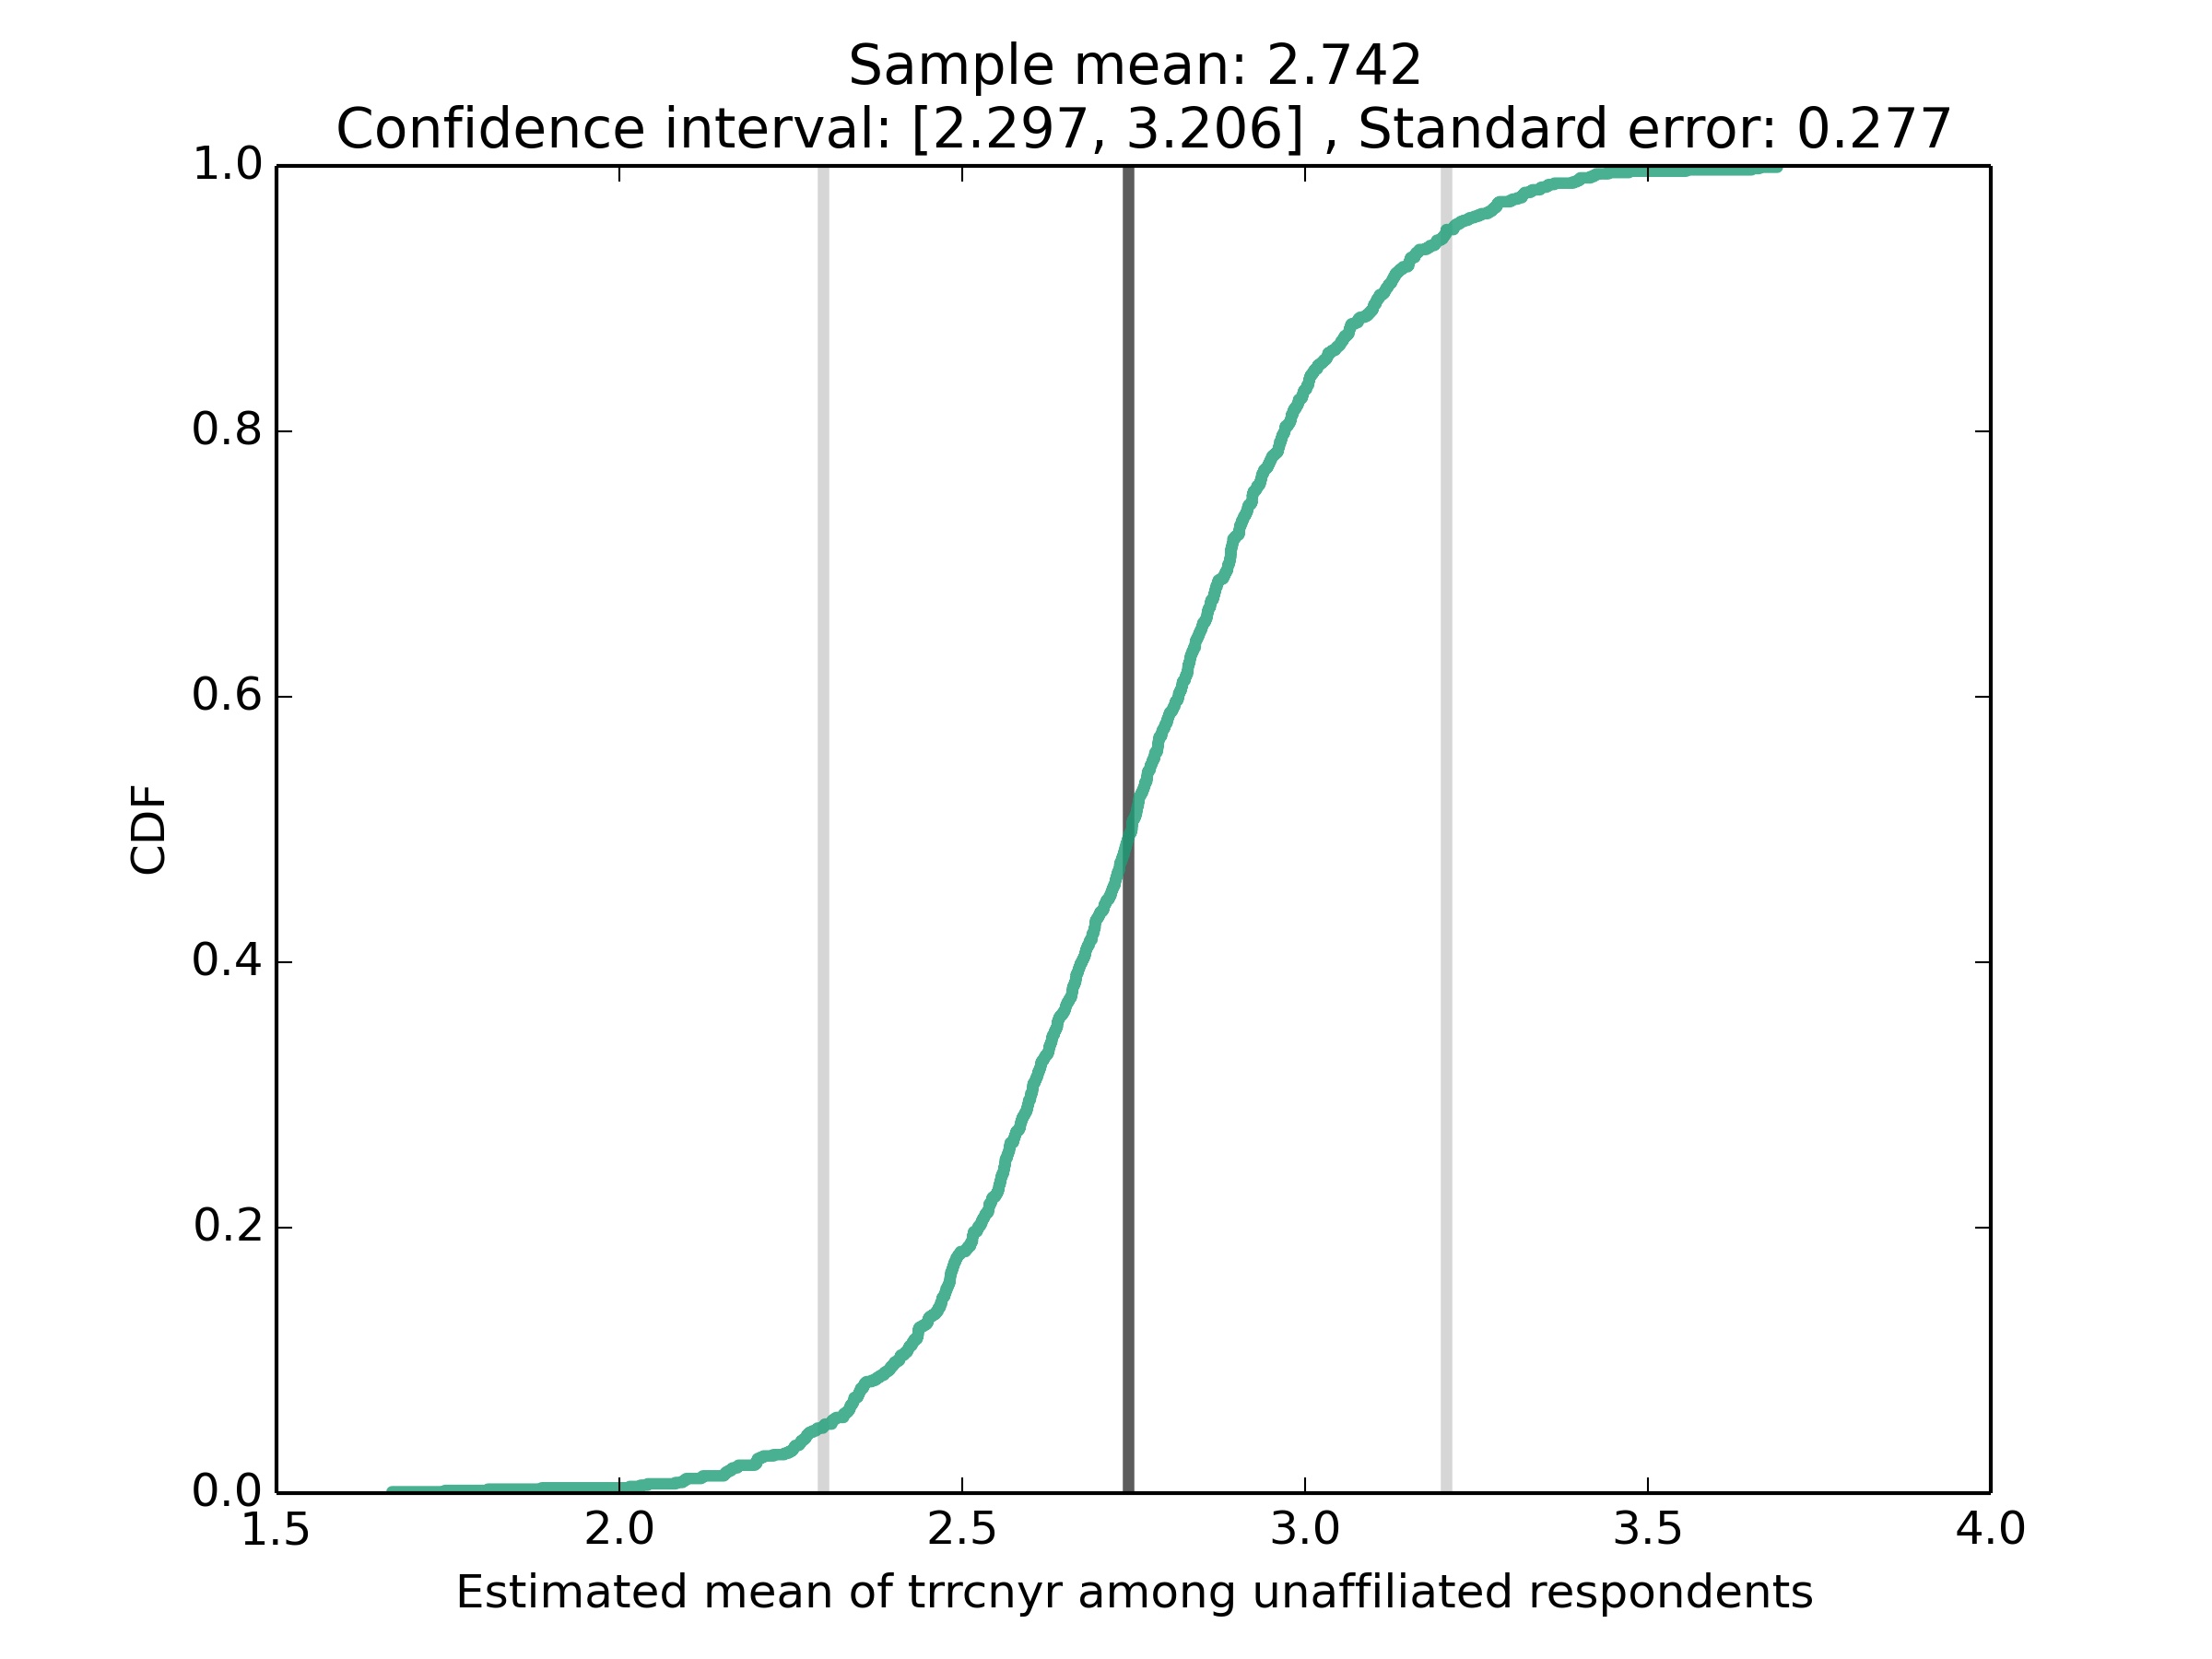 Sample mean: 2.742
Confidence interval: [2.297, 3.206] , Standard error: 0.277
1.0
0.8
0.6
0.4
0.2
0.0
CDF
1.5 2.0 2.5 3.0 3.5 4.0
Estimated mean of trrcnyr among unaffiliated respondents